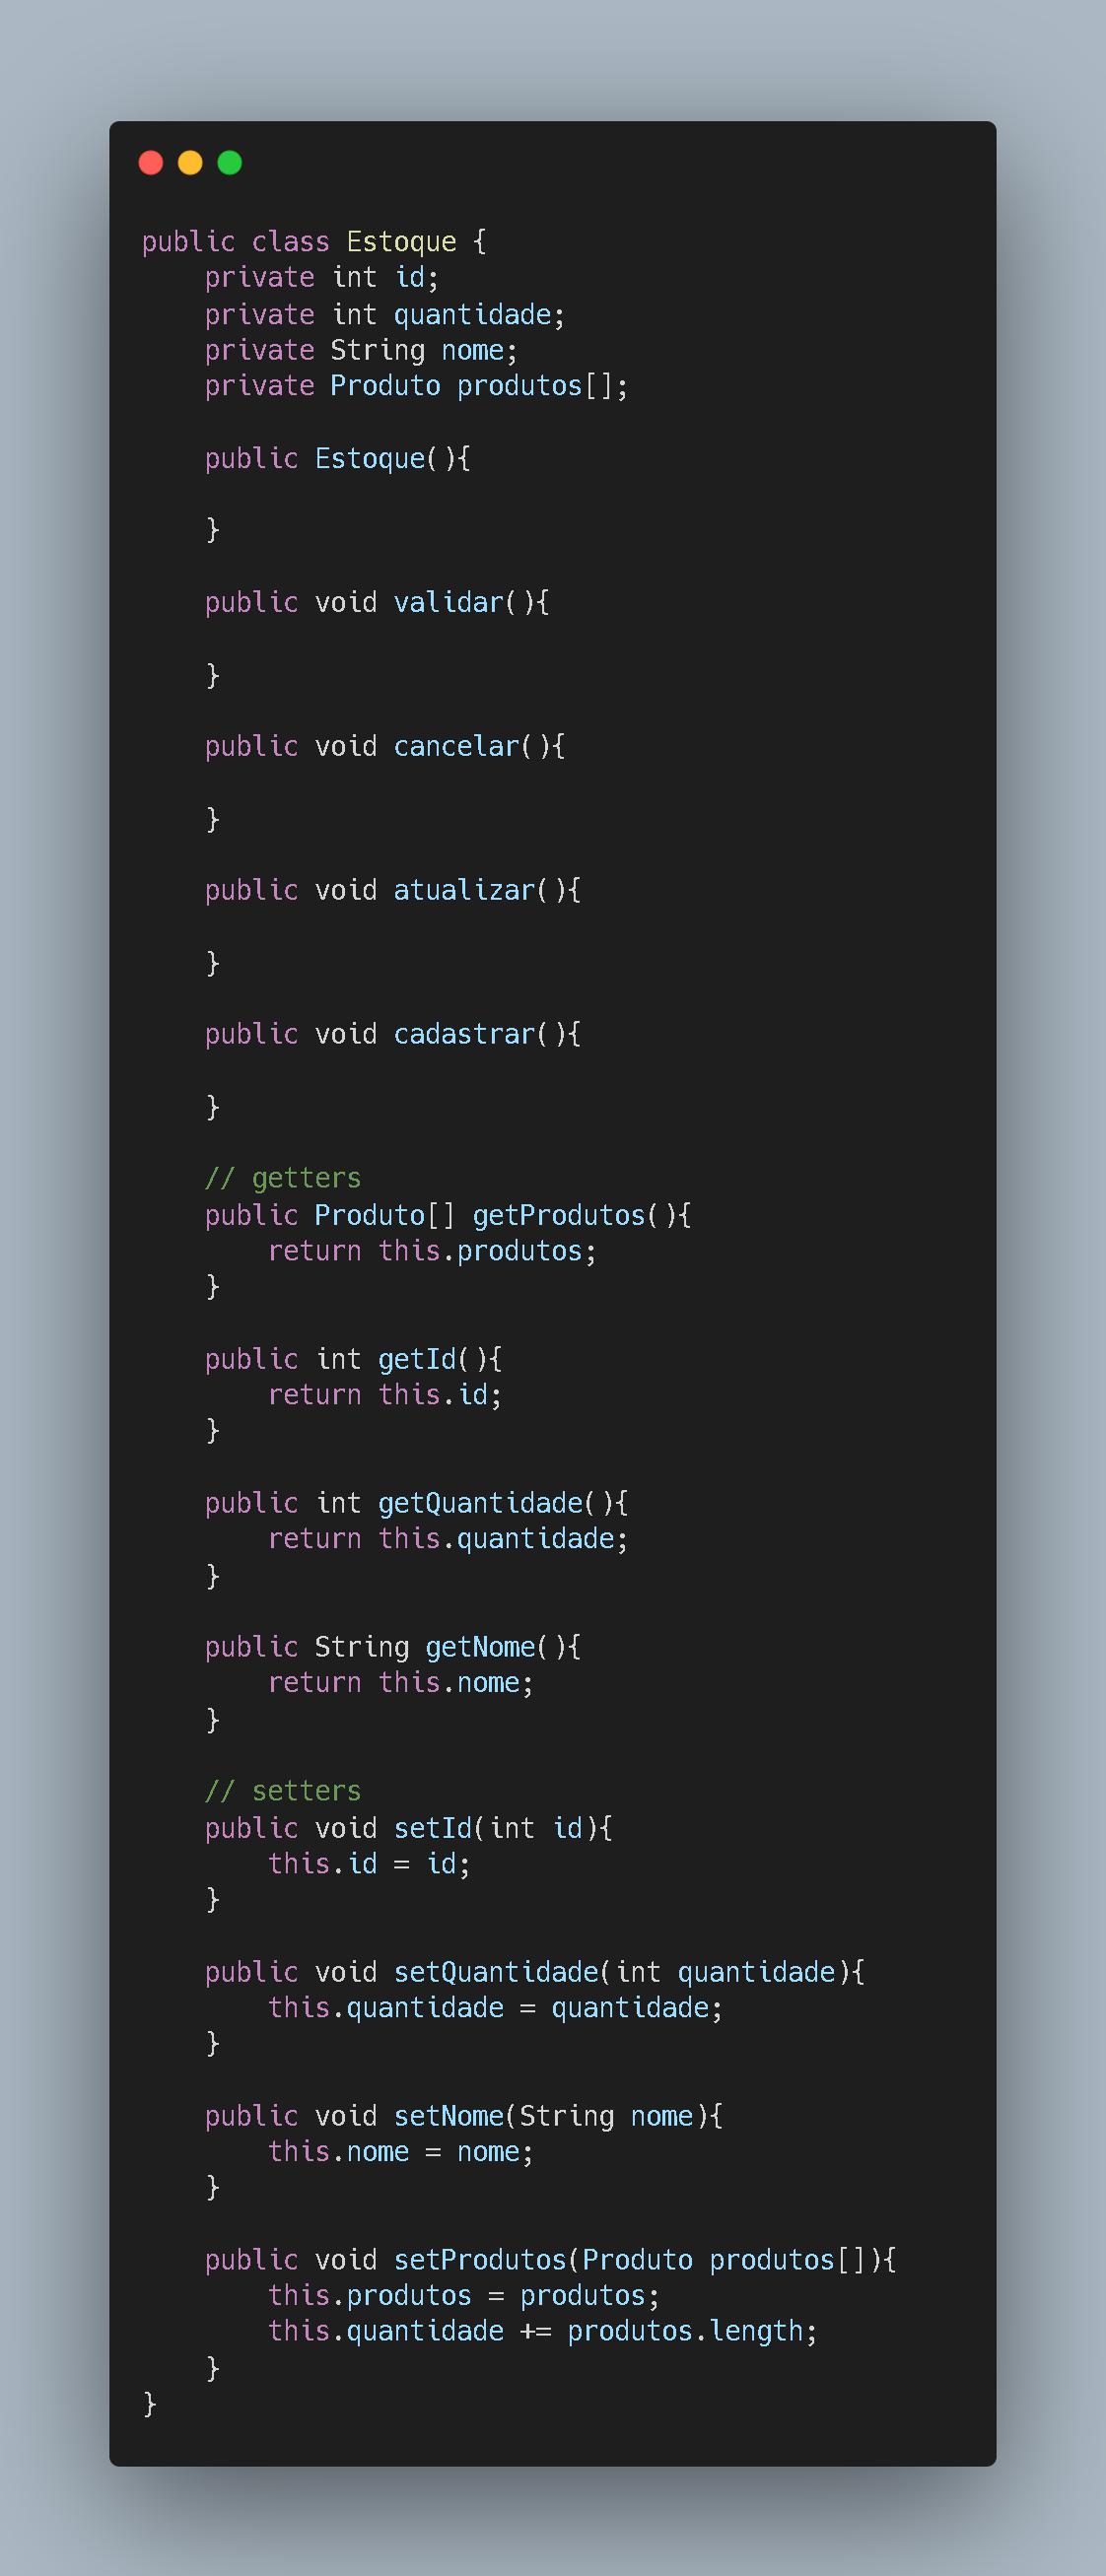 public class Estoque {
    private int id;
    private int quantidade;
    private String nome;
    private Produto produtos[];

    public Estoque(){

    }

    public void validar(){

    }

    public void cancelar(){

    }

    public void atualizar(){

    }

    public void cadastrar(){

    }

    // getters
    public Produto[] getProdutos(){
        return this.produtos;
    }

    public int getId(){
        return this.id;
    }

    public int getQuantidade(){
        return this.quantidade;
    }

    public String getNome(){
        return this.nome;
    }

    // setters
    public void setId(int id){
        this.id = id;
    }

    public void setQuantidade(int quantidade){
        this.quantidade = quantidade;
    }

    public void setNome(String nome){
        this.nome = nome;
    }

    public void setProdutos(Produto produtos[]){
        this.produtos = produtos;
        this.quantidade += produtos.length;
    }
}